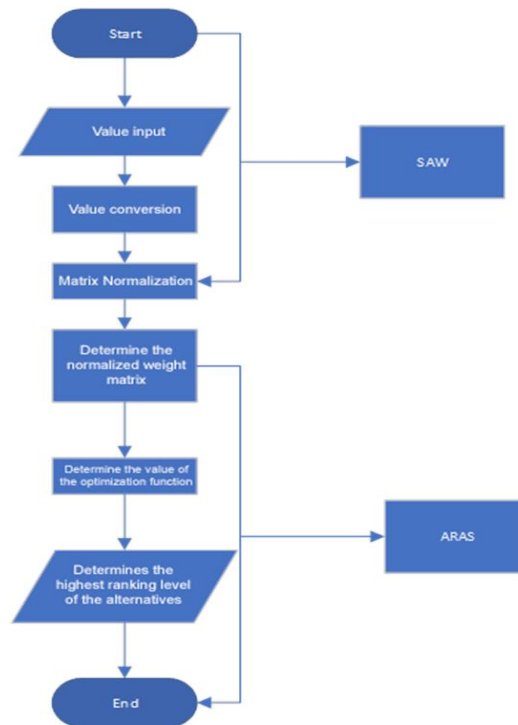 Start
Value input
SAW
Value conversion
Matrix Normalization
Determine the
normalized weight
matrix
Determine the value of
the optimization function
ARAS
Determines the
highest ranking level
of the alternatives
End